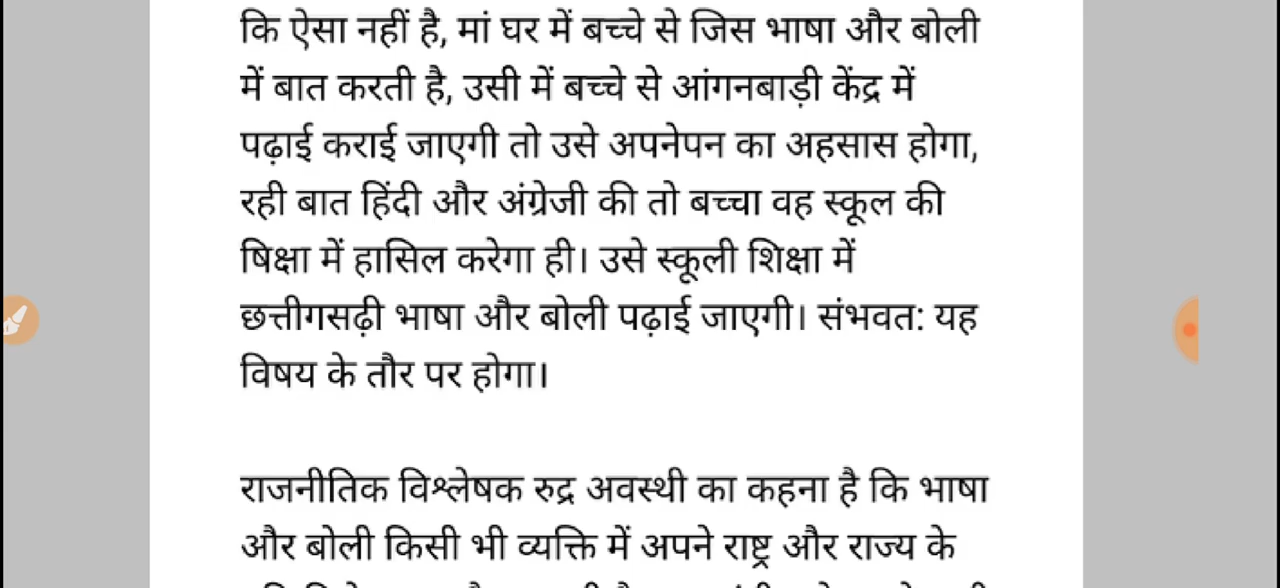 कि ऐसा नहीं है, मां घर में बच्चे से जिस भाषा और बोली
में बात करती है, उसी में बच्चे से आंगनबाड़ी केंद्र में
पढ़ाई कराई जाएगी तो उसे अपनेपन का अहसास होगा,
रही बात हिंदी और अंग्रेजी की तो बच्चा वह स्कूल की
षिक्षा में हासिल करेगा ही। उसे स्कूली शिक्षा में
छत्तीगसढ़ी भाषा और बोली पढ़ाई जाएगी। संभवत: यह
विषय के तौर पर होगा।
राजनीतिक विश्लेषक रुद्र अवस्थी का कहना है कि भाषा
और बोली किसी भी व्यक्ति में अपने राष्ट्र और राज्य के